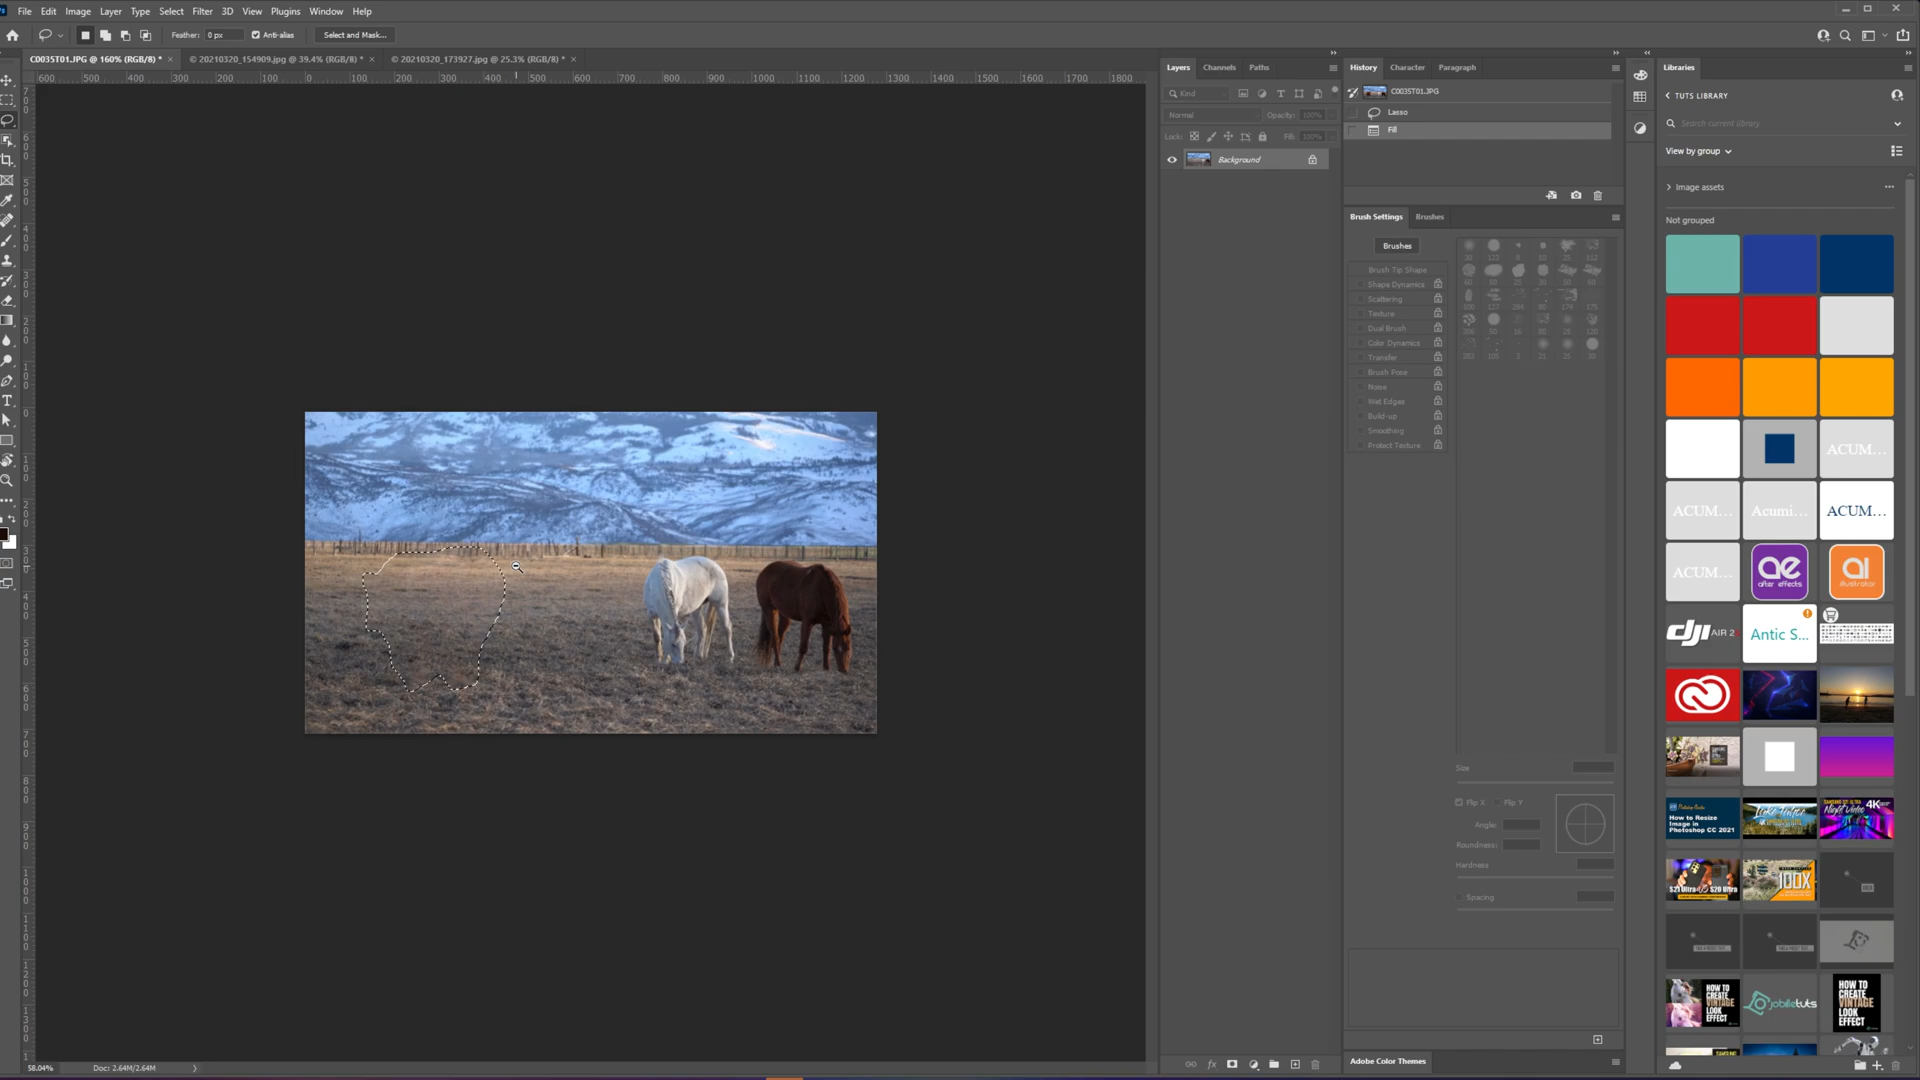 File Edit Image Layer Type Select Filter 3D View Plugins Window Help
Feather: 0 px Anti-alias Select and Mask...
C0035T01.JPG @ 160% (RGB/8) * × © 20210320_154909.jpg @ 39.4% (RGB/8) * × © 20210320_173927.jpg @ 25.3% (RGB/8) * ×
600 500 400 300 200 100 0 100 200 300 400 500 600 700 800 900 1000 1100 1200 1300 1400 1500 1600 1700 1800
Layers Channels Paths
Kind
Normal Opacity: 100%
Lock: Fill: 100%
Background
History Character Paragraph
C0035T01.JPG
Lasso
Fill
Brush Settings Brushes
Brushes
Brush Tip Shape
Shape Dynamics
Scattering
Texture
Dual Brush
Color Dynamics
Transfer
Brush Pose
Noise
Wet Edges
Build-up
Smoothing
Protect Texture
Size
Flip X Flip Y
Angle:
Roundness:
Hardness
Spacing
Adobe Color Themes
Libraries
TUTS LIBRARY
Search current library
View by group
Image assets
Not grouped
ACUM...
ACUM... Acumi... ACUM...
ACUM... ae after effects ai illustrator
dji AIR 2 Antic S...
How to Resize
Image in
Photoshop CC 2021
Night Video 4K
S21 Ultra S20 Ultra 100X
HOW TO
CREATE
VINTAGE
LOOK
EFFECT
jobilletuts
HOW TO
CREATE
VINTAGE
LOOK
EFFECT
58.04% Doc: 2.64M/2.64M